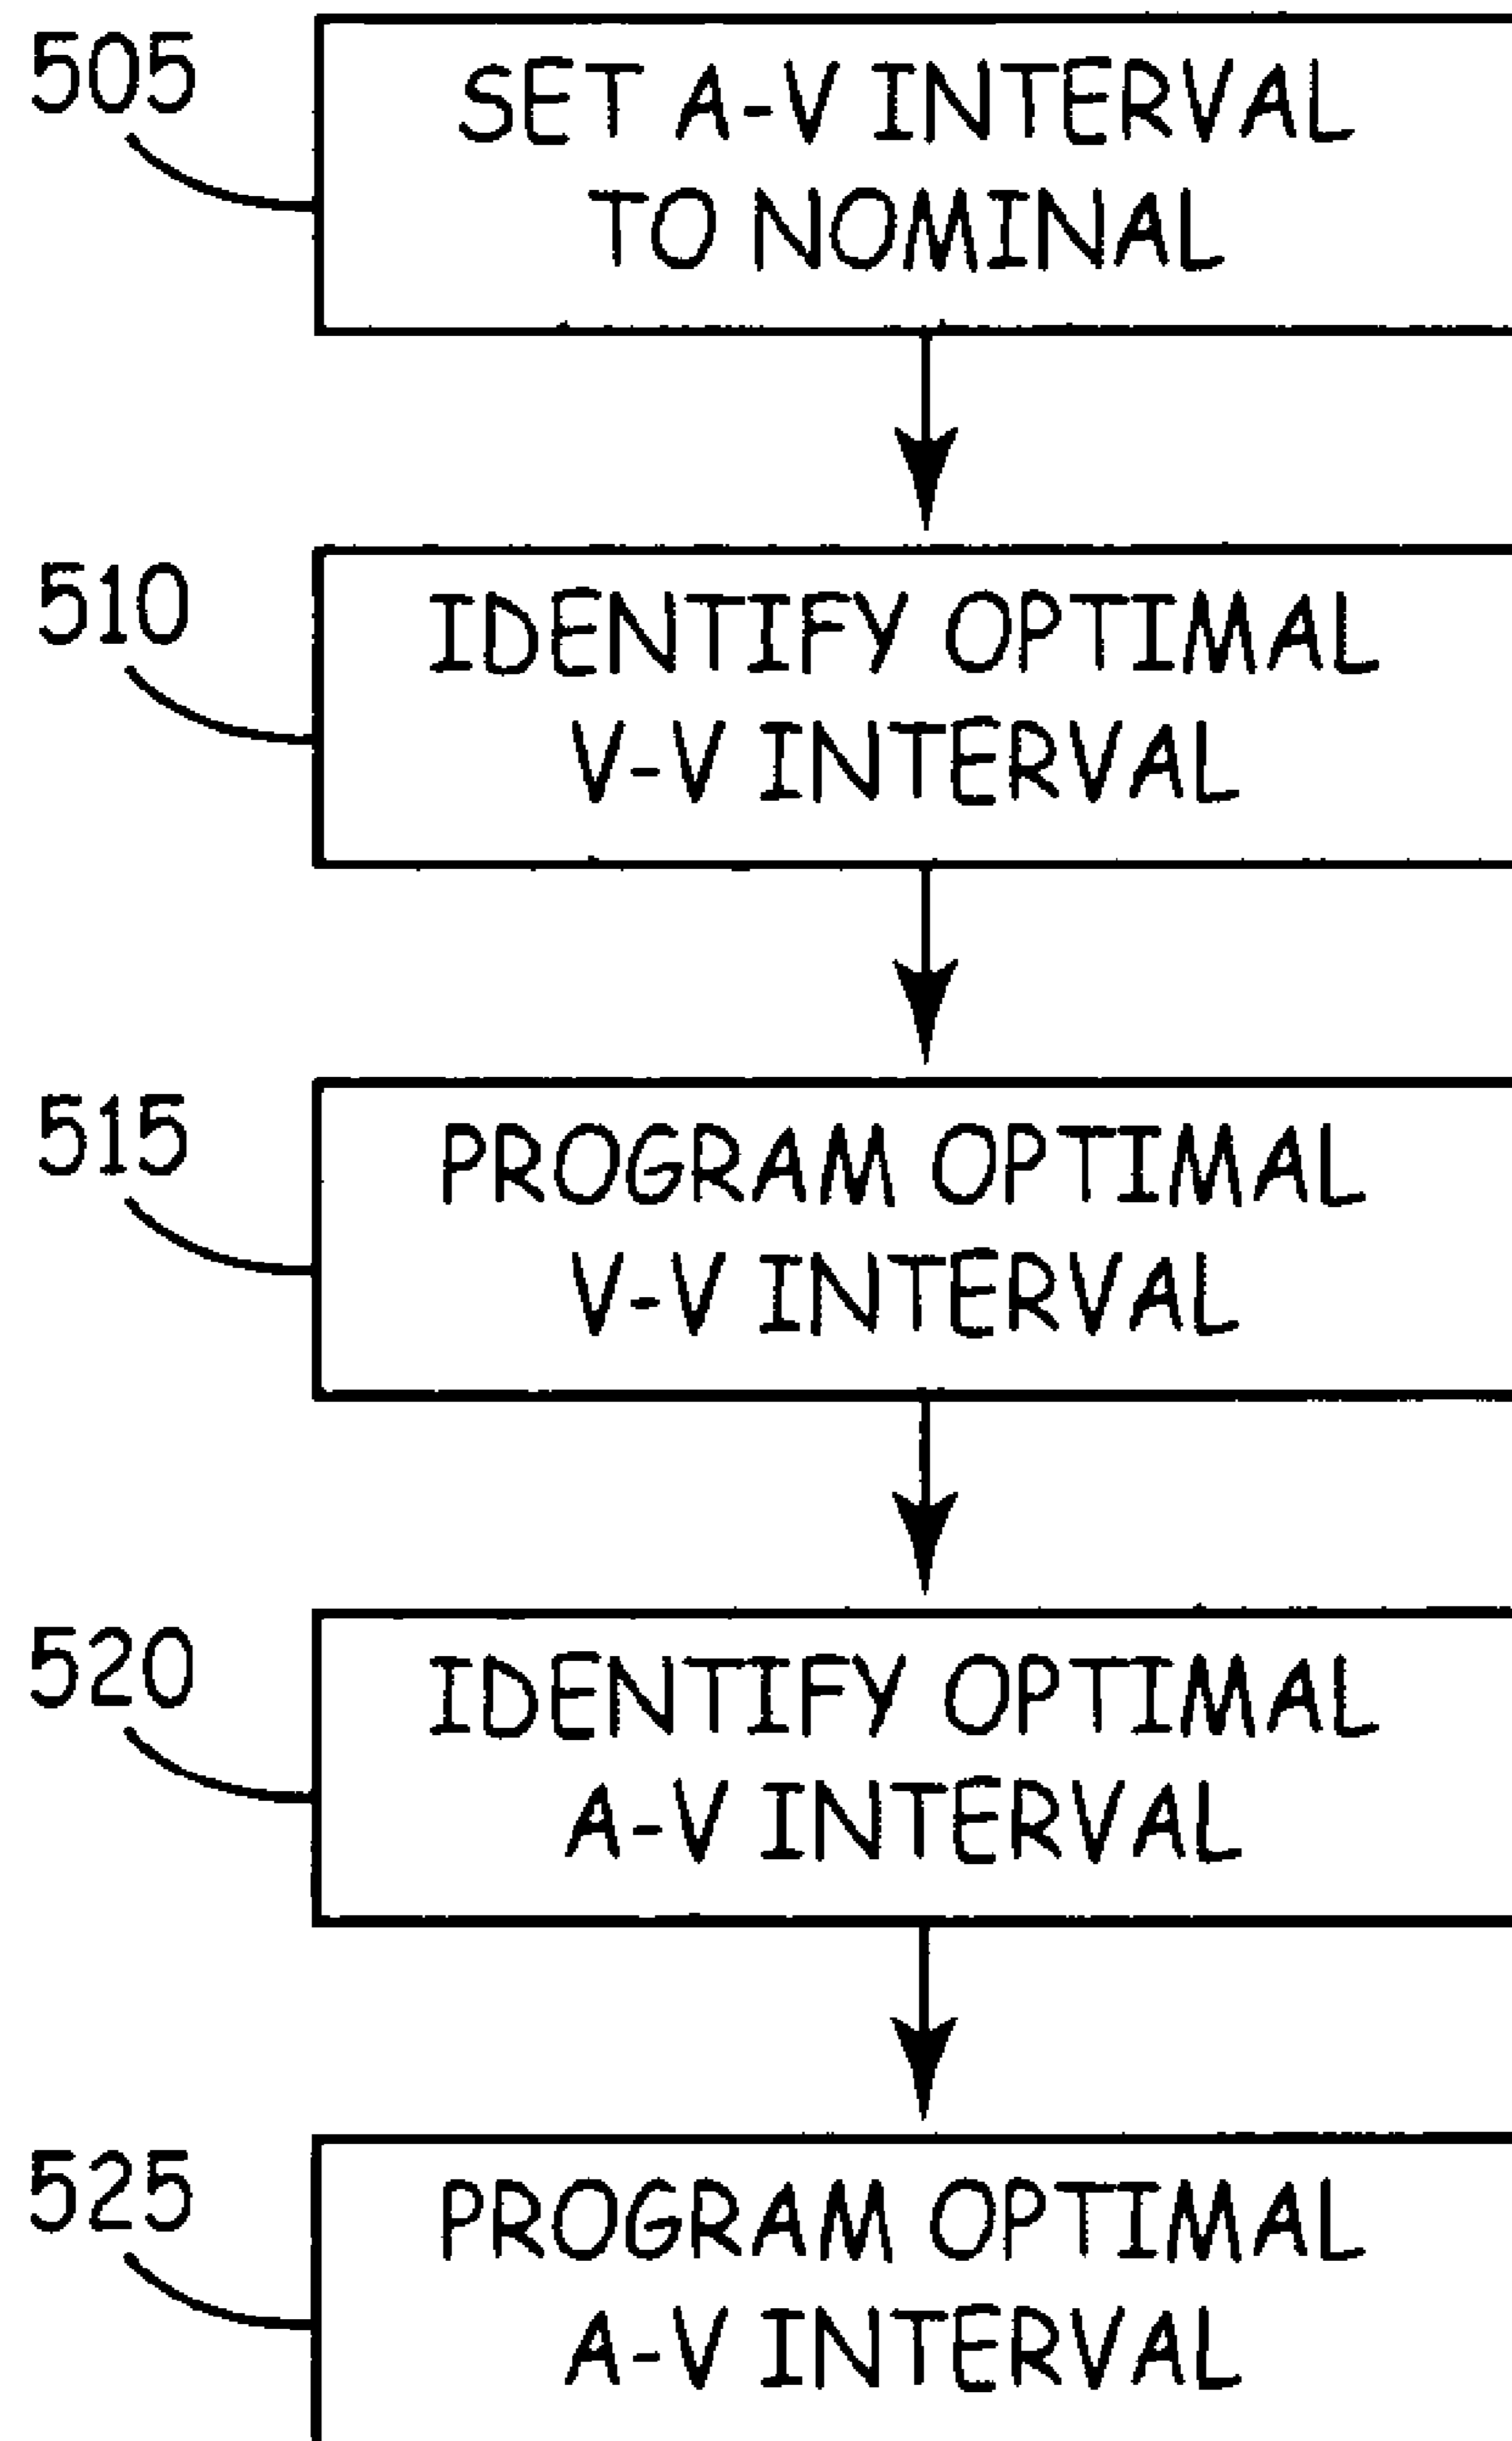 505
SET A-V INTERVAL
TO NOMINAL
510
IDENTIFY OPTIMAL
V-V INTERVAL
515
PROGRAM OPTIMAL
V-V INTERVAL
520
IDENTIFY OPTIMAL
A-V INTERVAL
525
PROGRAM OPTIMAL
A-V INTERVAL